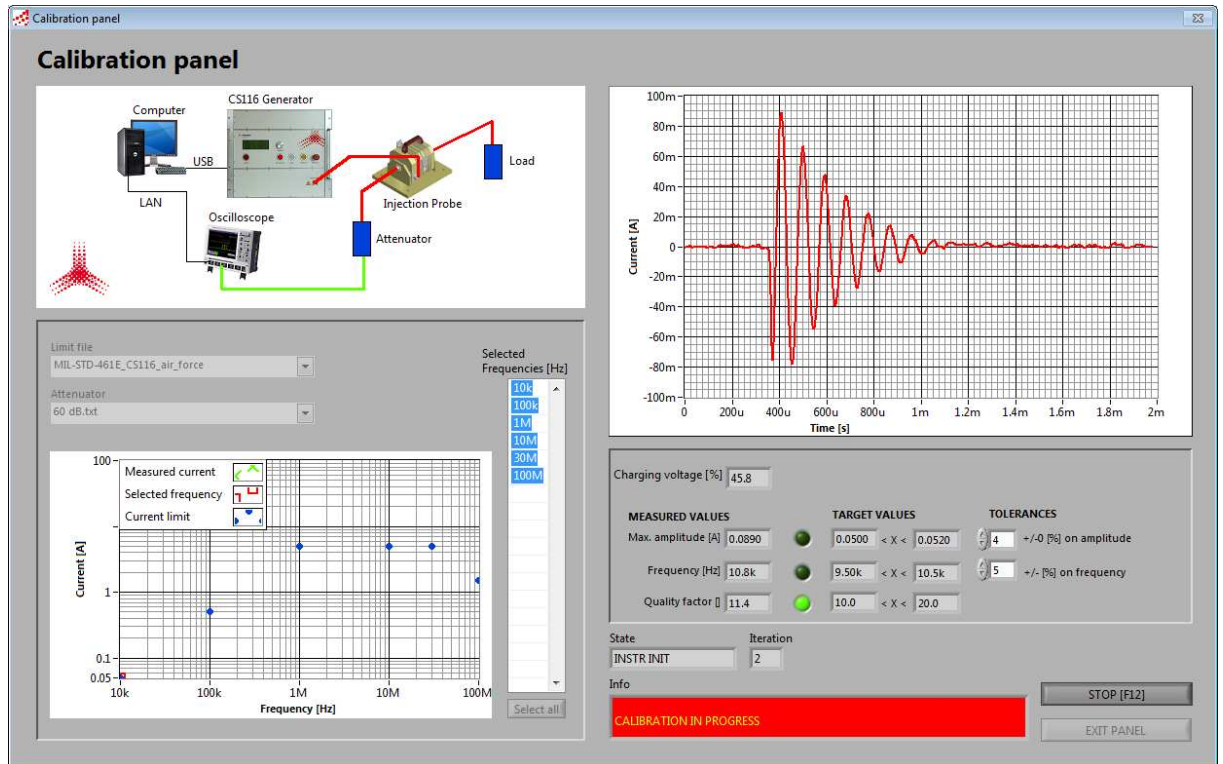 Calibration panel
Calibration panel
Computer
CS116 Generator
USB
LAN
Load
Injection Probe
Oscilloscope
Attenuator
Limit file
MIL-STD-461E_CS116_air_force
Attenuator
60 dB.txt
Selected
Frequencies [Hz]
10k
100k
1M
10M
30M
100M
Select all
Measured current
Selected frequency
Current limit
Current [A]
100
1
0.1
0.05
10k 100k 1M 10M 100M
Frequency [Hz]
Current [A]
100m
80m
60m
40m
20m
0
-20m
-40m
-60m
-80m
-100m
0 200u 400u 600u 800u 1m 1.2m 1.4m 1.6m 1.8m 2m
Time [s]
Charging voltage [%] 45.8
MEASURED VALUES TARGET VALUES TOLERANCES
Max. amplitude [A] 0.0890 0.0500 < X < 0.0520 4 +/-0 [%] on amplitude
Frequency [Hz] 10.8k 9.50k < X < 10.5k 5 +/- [%] on frequency
Quality factor [] 11.4 10.0 < X < 20.0
State Iteration
INSTR INIT 2
Info
CALIBRATION IN PROGRESS
STOP [F12]
EXIT PANEL